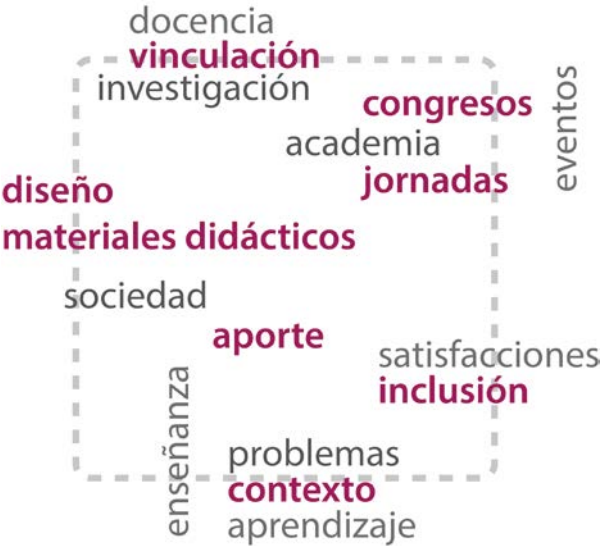 docencia
vinculación
investigación
congresos
eventos
academia
jornadas
diseño
materiales didácticos
sociedad
aporte
satisfacciones
inclusión
enseñanza
problemas
contexto
aprendizaje